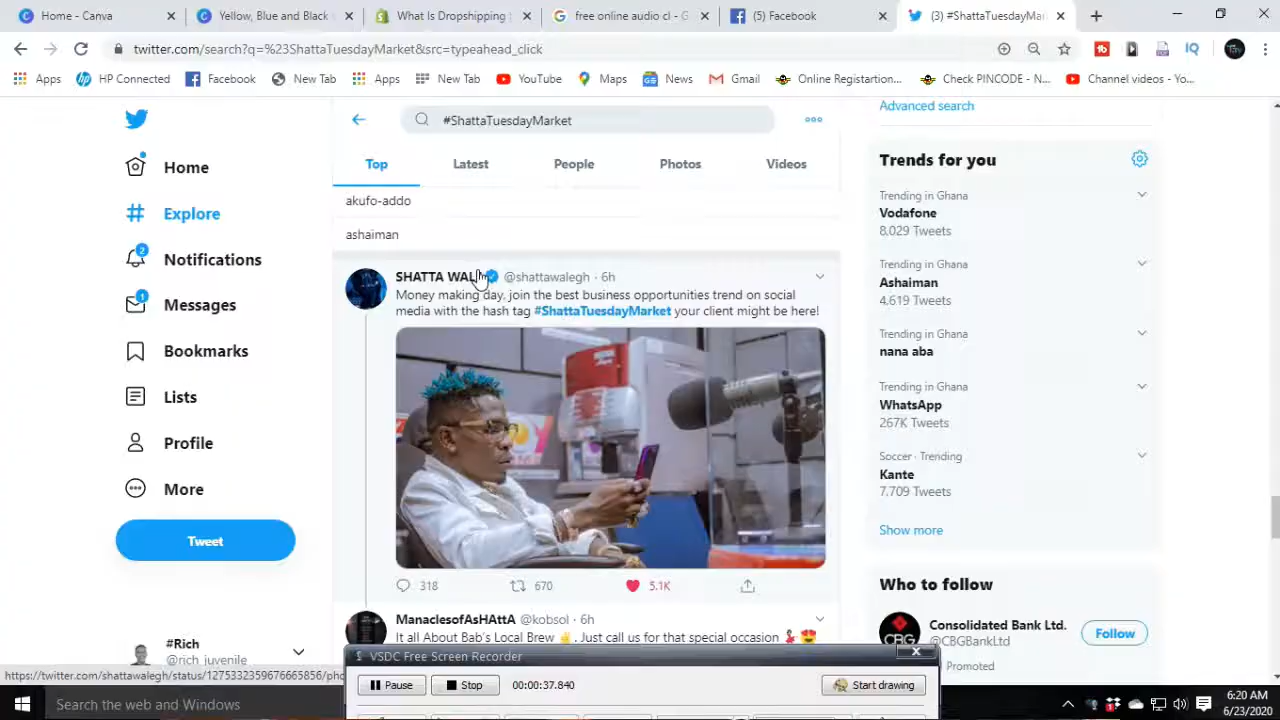 Home - Canva
Yellow, Blue and Black
What Is Dropshipping
free online audio cl - G
(5) Facebook
(3) #ShattaTuesdayMar
twitter.com/search?q=%23ShattaTuesdayMarket&src=typeahead_click
Apps
HP Connected
Facebook
New Tab
Apps
New Tab
YouTube
Maps
News
Gmail
Online Registartion...
Check PINCODE - N...
Channel videos - Yo...
Home
Explore
Notifications
2
Messages
1
Bookmarks
Lists
Profile
More
Tweet
#Rich
@rich_juvenile
#ShattaTuesdayMarket
Top
Latest
People
Photos
Videos
akufo-addo
ashaiman
@shattawalegh · 6h
Money making day, join the best business opportunities trend on social
media with the hash tag #ShattaTuesdayMarket your client might be here!
318
670
5.1K
ManaclesofAsHAttA @kobsol · 6h
It all About Bab's Local Brew. Just call us for that special occasion
Advanced search
Trends for you
Trending in Ghana
Vodafone
8,029 Tweets
Trending in Ghana
Ashaiman
4,619 Tweets
Trending in Ghana
nana aba
Trending in Ghana
WhatsApp
267K Tweets
Soccer · Trending
Kante
7,709 Tweets
Show more
Who to follow
Consolidated Bank Ltd.
@CBGBankLtd
Follow
Promoted
VSDC Free Screen Recorder
Pause
Stop
00:00:37.840
Start drawing
Search the web and Windows
6:20 AM
6/23/2020